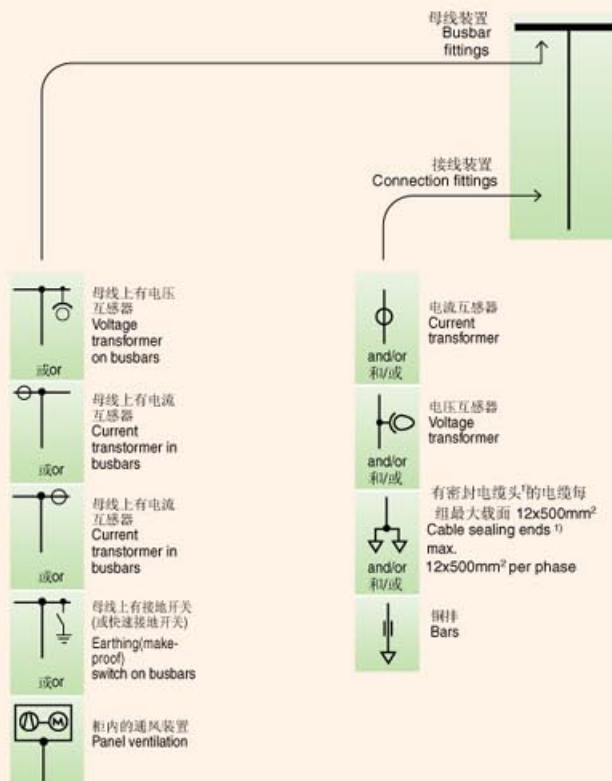 母线装置
Busbar
fittings
接线装置
Connection fittings
母线上有电压
互感器
Voltage
transformer
on busbars
或or
母线上有电流
互感器
Current
transtormer in
busbars
或or
母线上有电流
互感器
Current
transtormer in
busbars
或or
母线上有接地开关
(或快速接地开关)
Earthing(make-
proof)
switch on busbars
或or
M
柜内的通风装置
Panel ventilation
电流互感器
Current
transformer
and/or
和/或
电压互感器
Voltage
transformer
and/or
和/或
有密封电缆头¹⁾的电缆每
组最大载面 12x500mm²
Cable sealing ends ¹⁾
max.
12x500mm² per phase
and/or
和/或
铜排
Bars